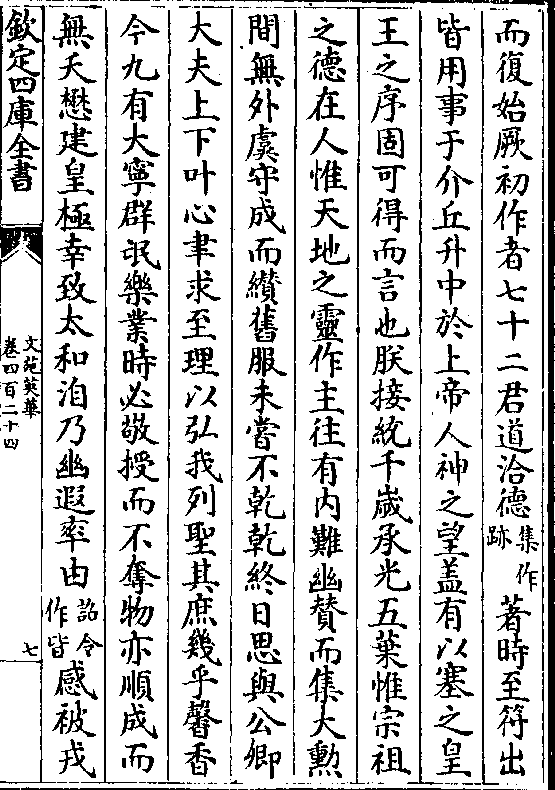 而復始厥初作者七十二君道洽德集作跡著時至符出
皆用事于介丘升中於上帝人神之望盖有以塞之皇
王之序固可得而言也朕接統千嵗承光五葉惟宗祖
之德在人惟天地之靈作主往有内難幽賛而集大勳
間無外虞守成而纘舊服未嘗不乾乾終日思與公卿
大夫上下叶心聿求至理以弘我列聖其庶幾乎馨香
今九有大寧群氓樂業時必敬授而不奪物亦順成而
無夭懋建皇極幸致太和洎乃幽遐率由詔令作皆感被戎
欽定四庫全書
文苑英華
卷四百二十四
七